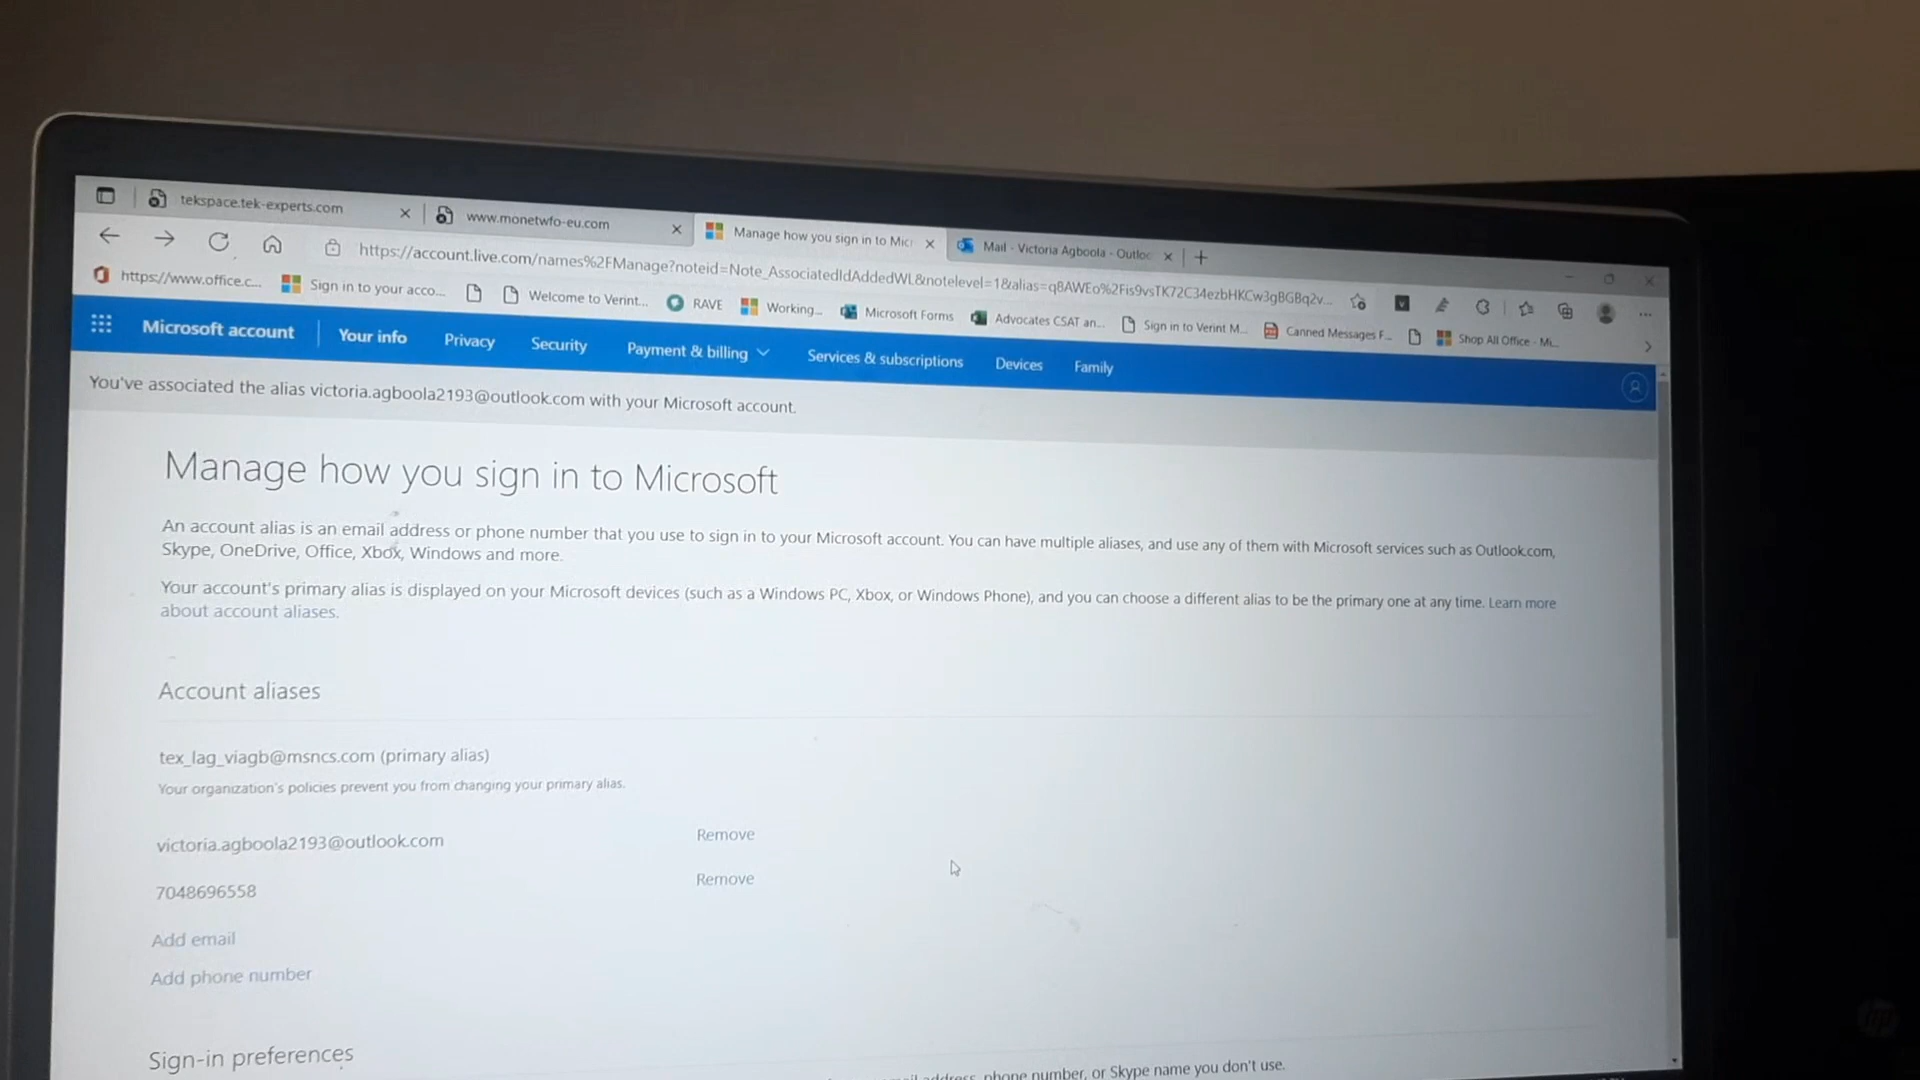 tekspace.tek-experts.com
www.monetwfo-eu.com
Manage how you sign in to Micr
Mail - Victoria Agboola - Outloc
https://account.live.com/names%2FManage?noteid=Note_AssociatedIdAddedWL&notelevel=1&alias=q8AWEo%2Fis9vsTK72C34ezbHKCw3gBGBq2v...
https://www.office.c...
Sign in to your acco...
Welcome to Verint...
RAVE
Working...
Microsoft Forms
Advocates CSAT an...
Sign in to Verint M...
Canned Messages F...
Shop All Office - Mi...
Microsoft account
Your info
Privacy
Security
Payment & billing
Services & subscriptions
Devices
Family
You've associated the alias victoria.agboola2193@outlook.com with your Microsoft account.
Manage how you sign in to Microsoft
An account alias is an email address or phone number that you use to sign in to your Microsoft account. You can have multiple aliases, and use any of them with Microsoft services such as Outlook.com,
Skype, OneDrive, Office, Xbox, Windows and more.
Your account's primary alias is displayed on your Microsoft devices (such as a Windows PC, Xbox, or Windows Phone), and you can choose a different alias to be the primary one at any time. Learn more
about account aliases.
Account aliases
tex_lag_viagb@msncs.com (primary alias)
Your organization's policies prevent you from changing your primary alias.
victoria.agboola2193@outlook.com
Remove
7048696558
Remove
Add email
Add phone number
Sign-in preferences
address, phone number, or Skype name you don't use.
hp